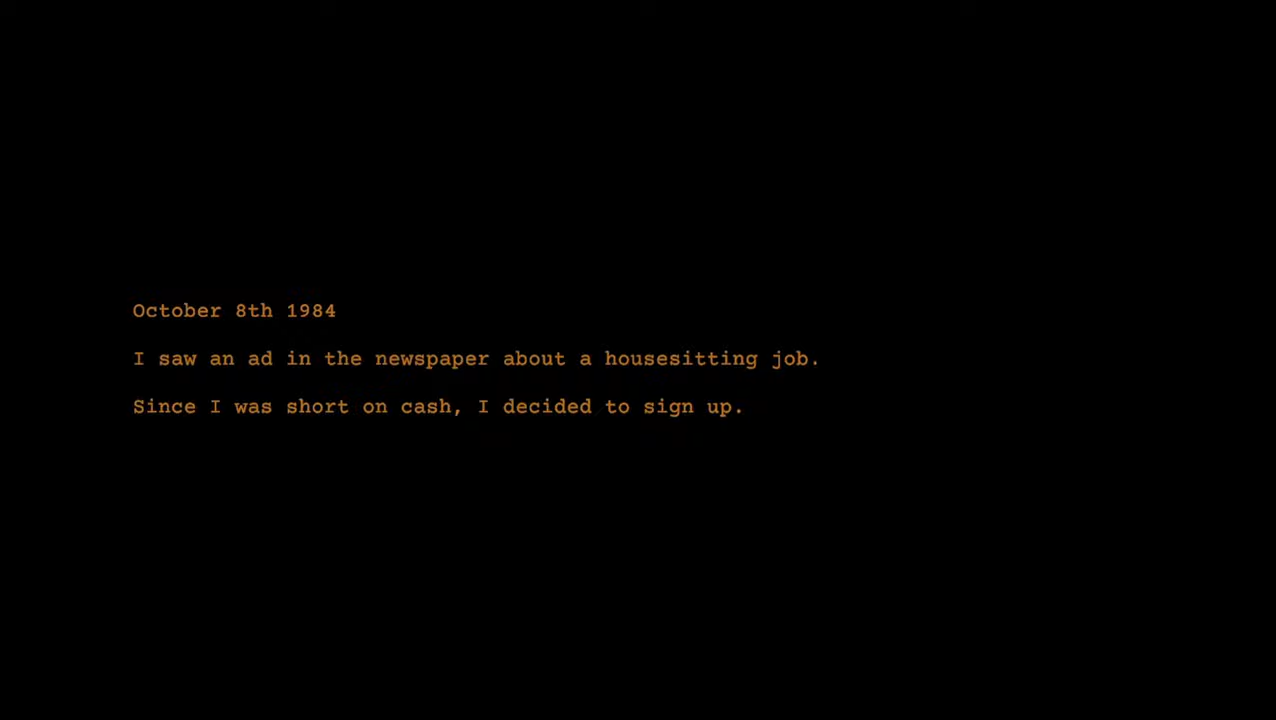 October 8th 1984
I saw an ad in the newspaper about a housesitting job.
Since I was short on cash, I decided to sign up.